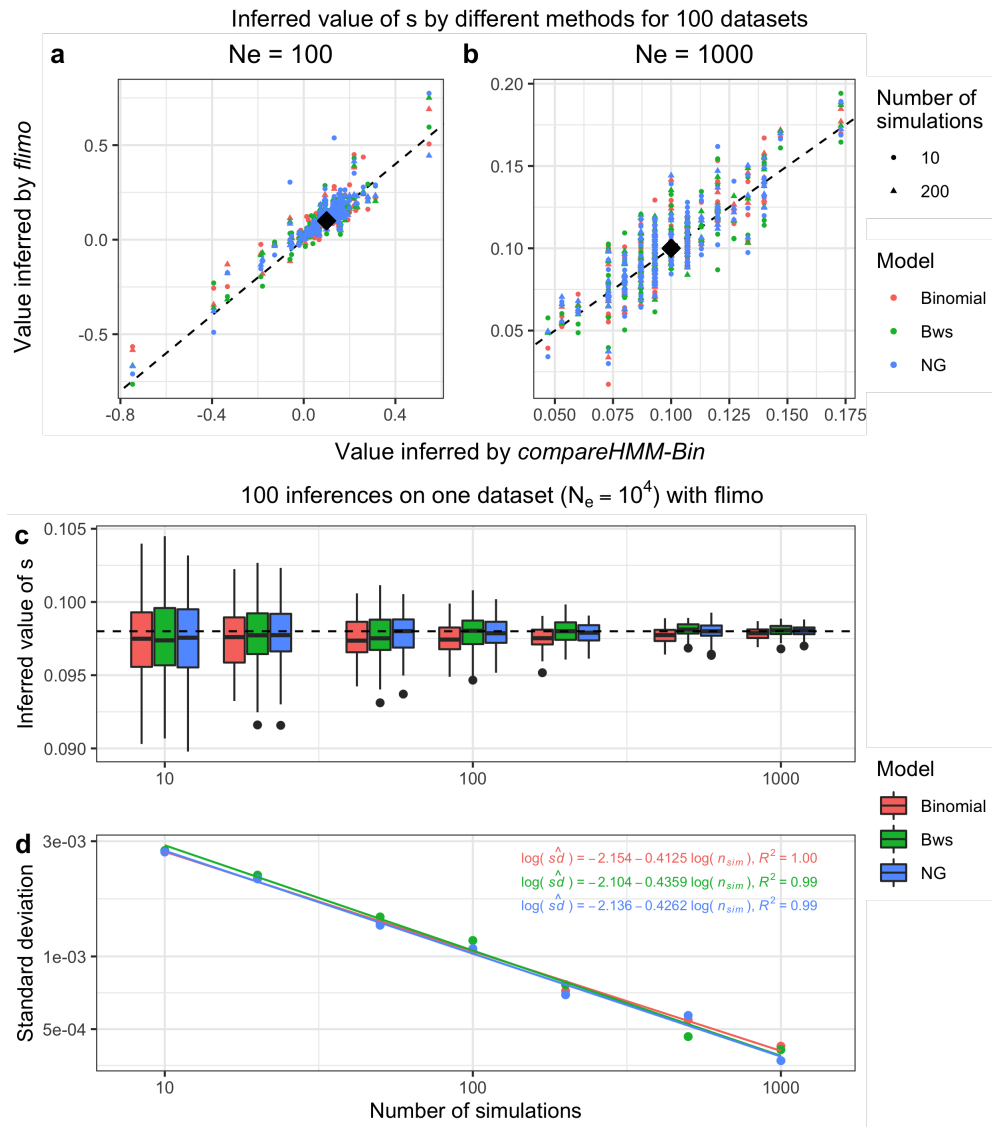 Inferred value of s by different methods for 100 datasets
a
Ne = 100
b
Ne = 1000
Value inferred by flimo
0.5
0.0
-0.5
-0.8
-0.4
0.0
0.4
0.20
0.15
0.10
0.05
0.050
0.075
0.100
0.125
0.150
0.175
Value inferred by compareHMM-Bin
Number of
simulations
10
200
Model
Binomial
Bws
NG
100 inferences on one dataset (Nₑ = 10⁴) with flimo
c
Inferred value of s
0.105
0.100
0.095
0.090
10
100
1000
d
Standard deviation
3e-03
1e-03
5e-04
log( sd̂ ) = −2.154 − 0.4125 log( n_sim ), R² = 1.00
log( sd̂ ) = −2.104 − 0.4359 log( n_sim ), R² = 0.99
log( sd̂ ) = −2.136 − 0.4262 log( n_sim ), R² = 0.99
10
100
1000
Number of simulations
Model
Binomial
Bws
NG